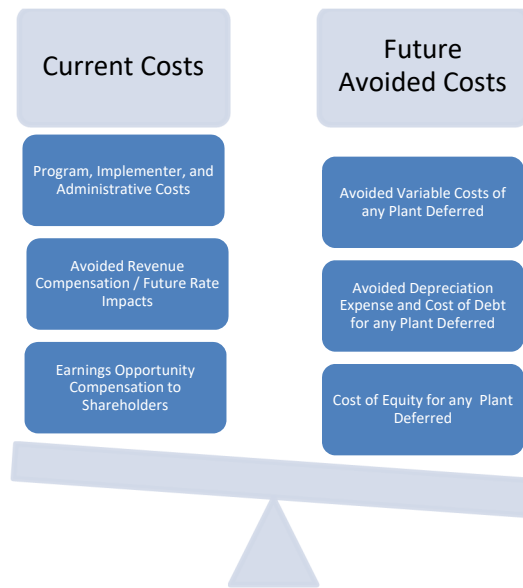 Current Costs
Program, Implementer, and
Administrative Costs
Avoided Revenue
Compensation / Future Rate
Impacts
Earnings Opportunity
Compensation to
Shareholders
Future
Avoided Costs
Avoided Variable Costs of
any Plant Deferred
Avoided Depreciation
Expense and Cost of Debt
for any Plant Deferred
Cost of Equity for any Plant
Deferred